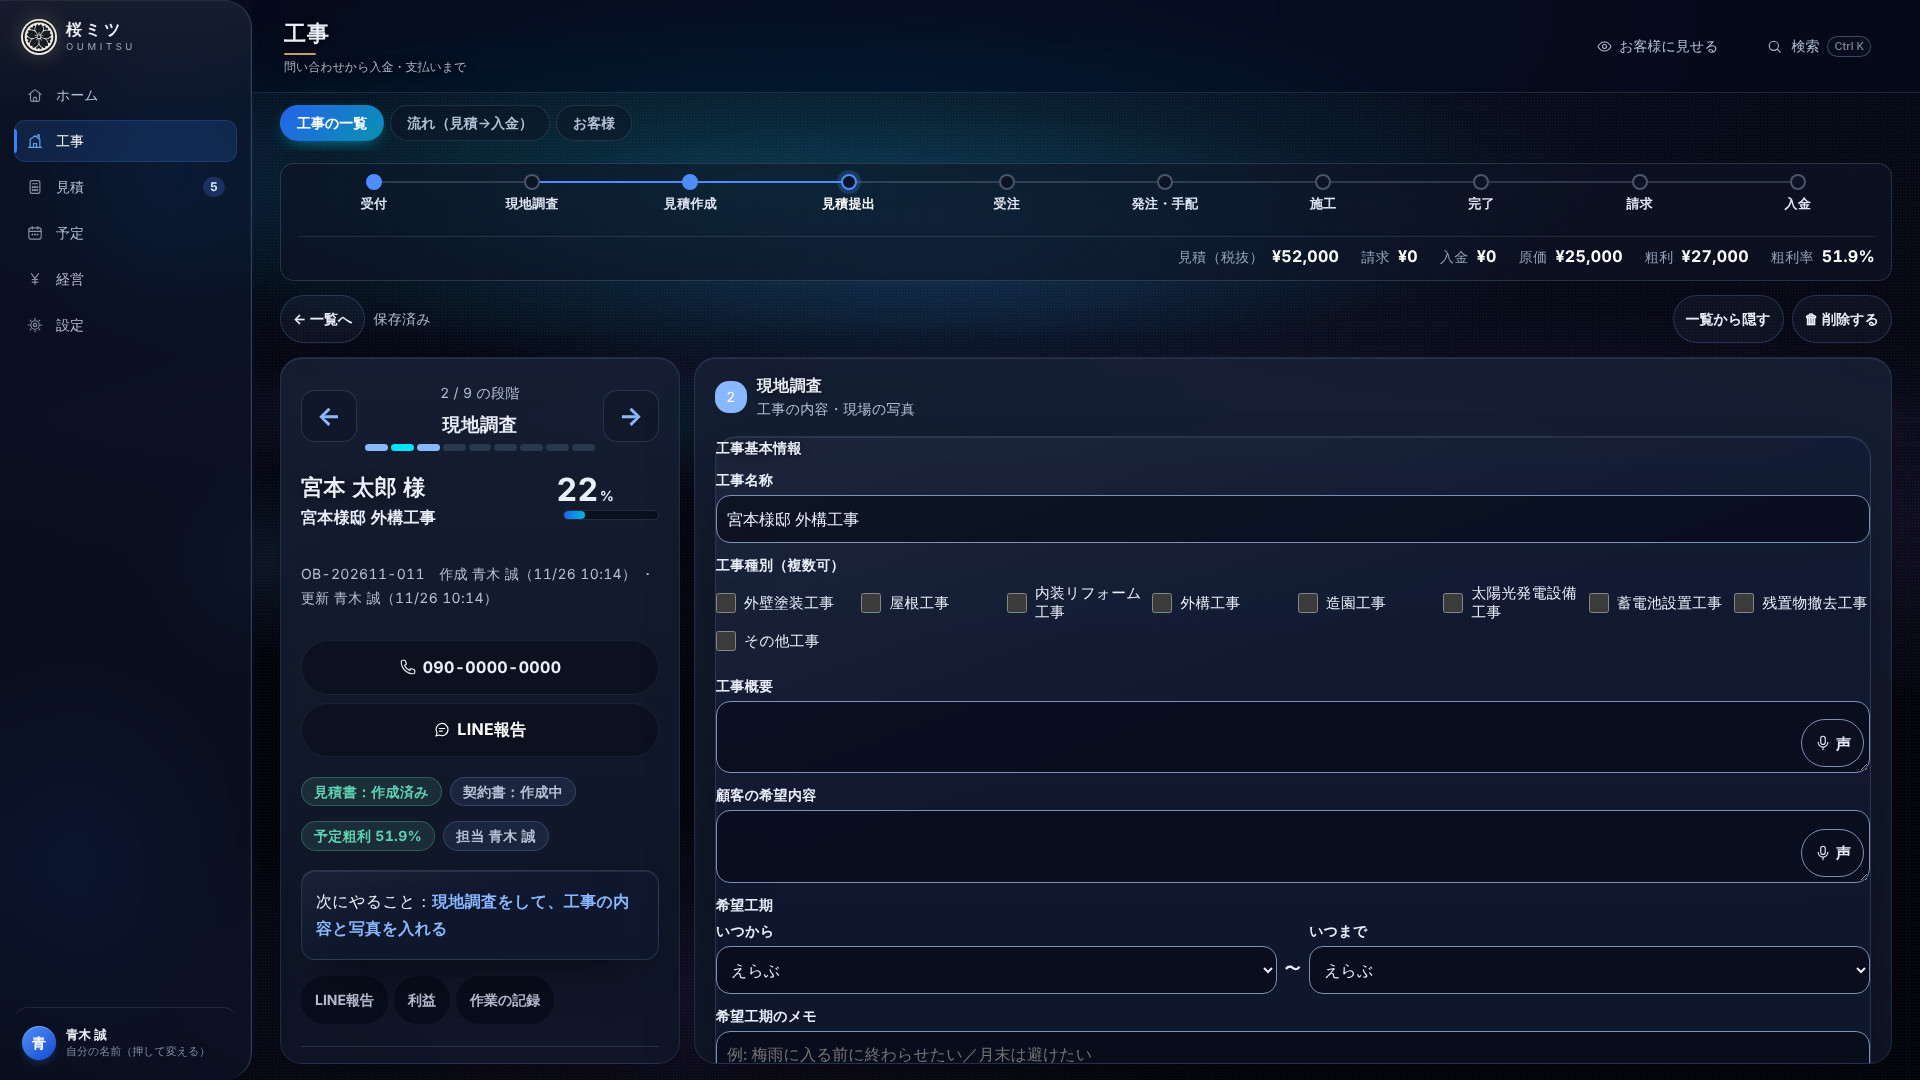 桜ミツ
OUMITSU
ホーム
工事
見積
5
予定
経営
設定
青
青木 誠
自分の名前（押して変える）
工事
問い合わせから入金・支払いまで
お客様に見せる
検索
Ctrl K
工事の一覧
流れ（見積→入金）
お客様
受付
現地調査
見積作成
見積提出
受注
発注・手配
施工
完了
請求
入金
見積（税抜） ¥52,000 請求 ¥0 入金 ¥0 原価 ¥25,000 粗利 ¥27,000 粗利率 51.9%
← 一覧へ
保存済み
一覧から隠す
削除する
←
2 / 9 の段階
現地調査
→
宮本 太郎 様
22%
宮本様邸 外構工事
OB-202611-011 作成 青木 誠（11/26 10:14） ・
更新 青木 誠（11/26 10:14）
090-0000-0000
LINE報告
見積書：作成済み
契約書：作成中
予定粗利 51.9%
担当 青木 誠
次にやること：現地調査をして、工事の内
容と写真を入れる
LINE報告
利益
作業の記録
2
現地調査
工事の内容・現場の写真
工事基本情報
工事名称
宮本様邸 外構工事
工事種別（複数可）
外壁塗装工事
屋根工事
内装リフォーム
工事
外構工事
造園工事
太陽光発電設備
工事
蓄電池設置工事
残置物撤去工事
その他工事
工事概要
声
顧客の希望内容
声
希望工期
いつから
いつまで
えらぶ
〜
えらぶ
希望工期のメモ
例: 梅雨に入る前に終わらせたい／月末は避けたい